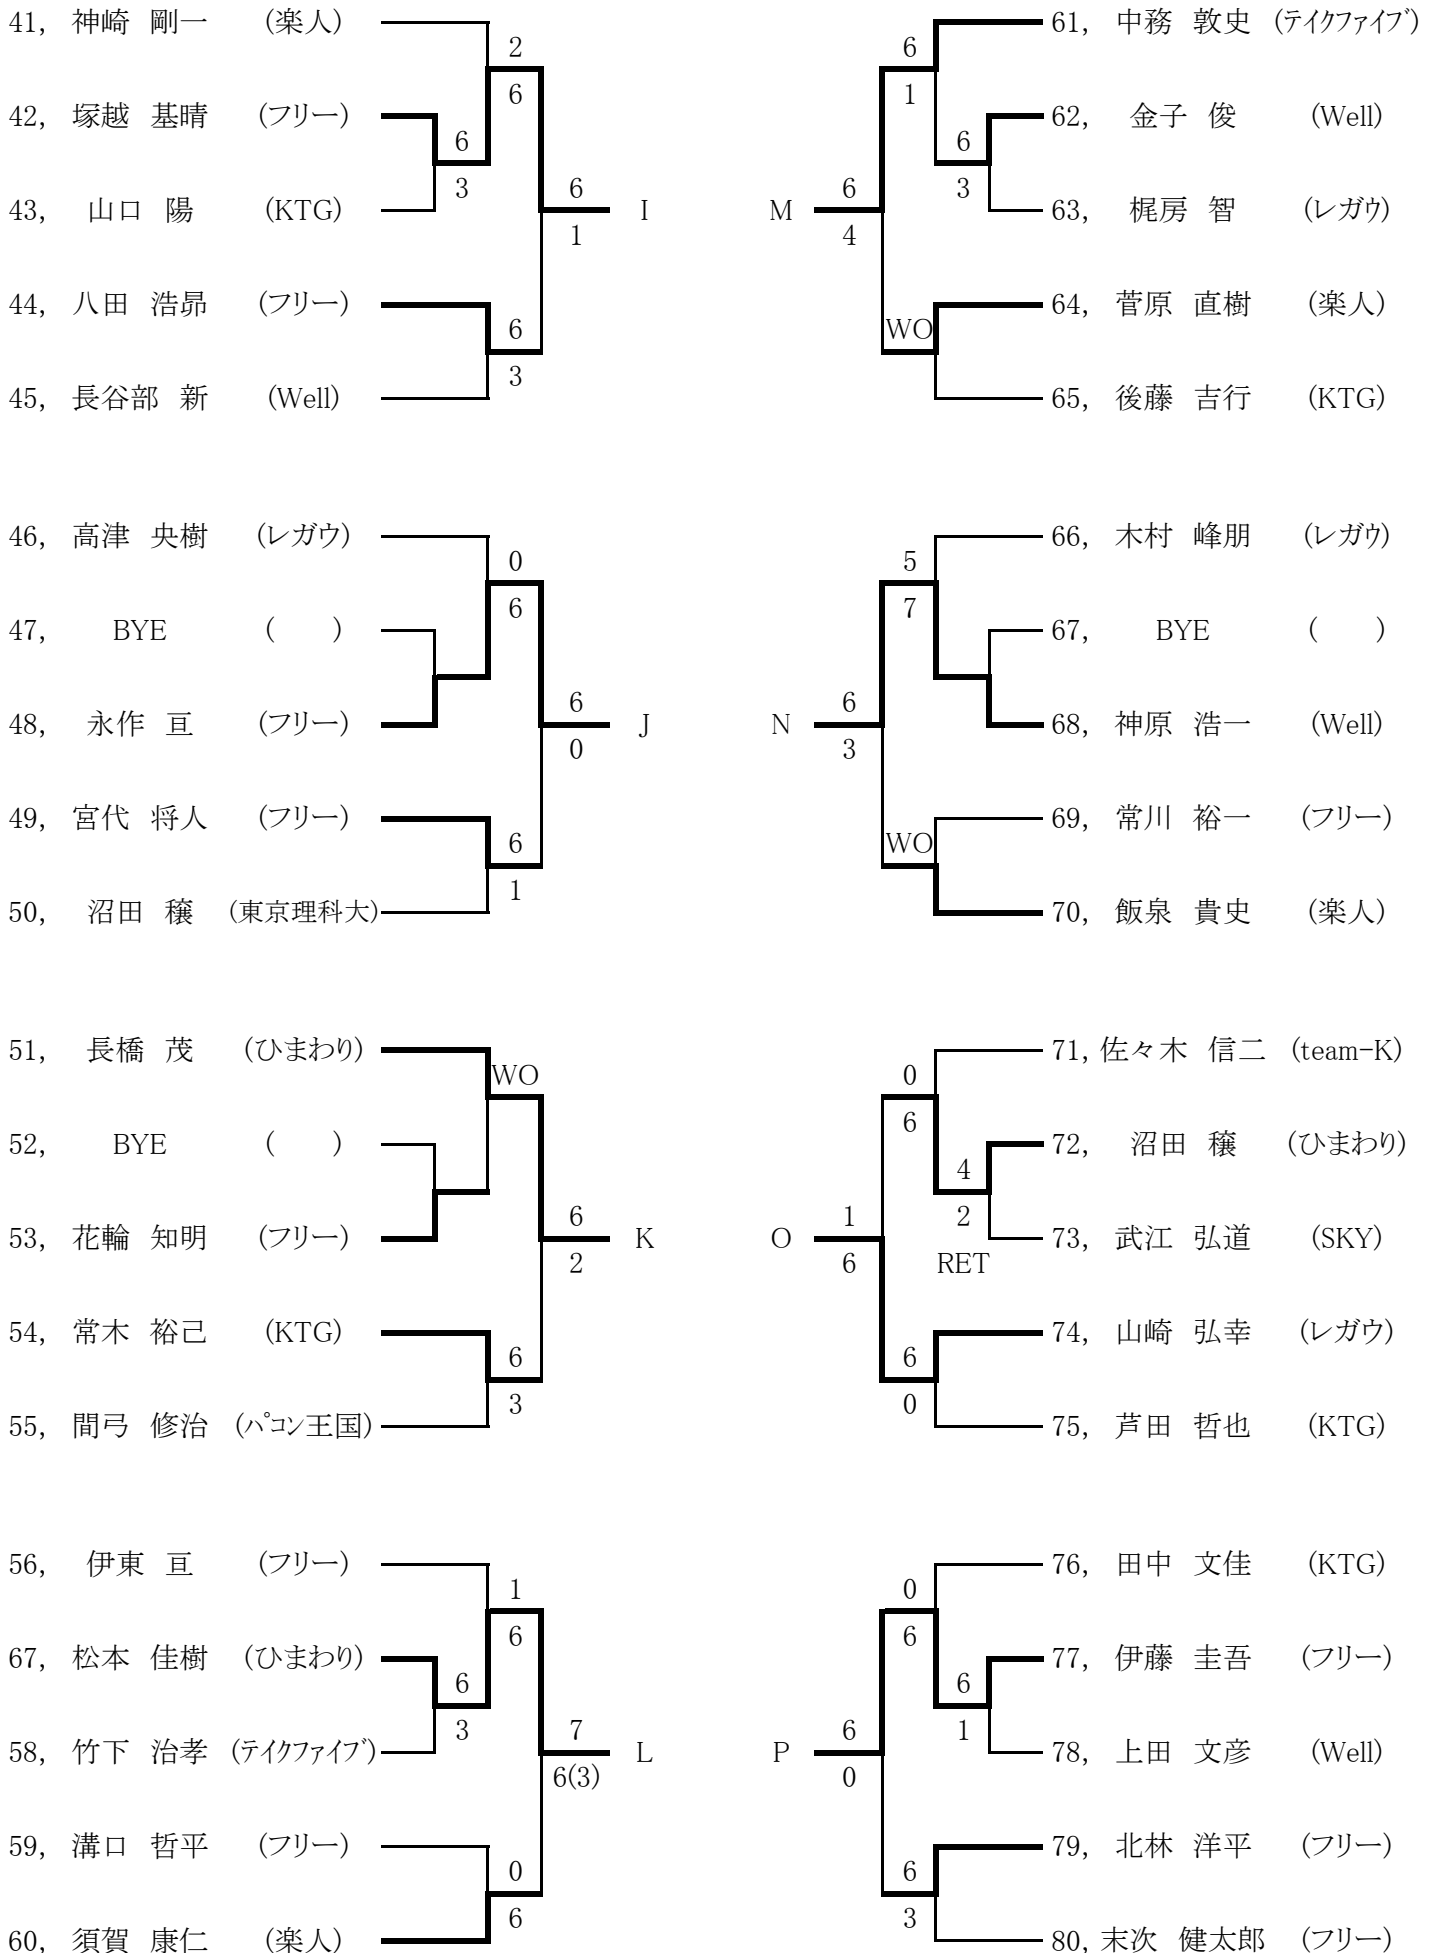 41, 神崎 剛一 (楽人)
2
6
42, 塚越 基晴 (フリー)
6
3
43, 山口 陽 (KTG)
6
1
I
44, 八田 浩昴 (フリー)
6
3
45, 長谷部 新 (Well)
46, 高津 央樹 (レガウ)
0
6
47, BYE ( )
48, 永作 亘 (フリー)
6
0
J
49, 宮代 将人 (フリー)
6
1
50, 沼田 穣 (東京理科大)
51, 長橋 茂 (ひまわり)
WO
52, BYE ( )
53, 花輪 知明 (フリー)
6
2
K
54, 常木 裕己 (KTG)
6
3
55, 間弓 修治 (パコン王国)
56, 伊東 亘 (フリー)
1
6
67, 松本 佳樹 (ひまわり)
6
3
58, 竹下 治孝 (テイクファイブ)
7
6(3)
L
59, 溝口 哲平 (フリー)
0
6
60, 須賀 康仁 (楽人)
61, 中務 敦史 (テイクファイブ)
6
1
62, 金子 俊 (Well)
6
3
63, 梶房 智 (レガウ)
M
6
4
64, 菅原 直樹 (楽人)
WO
65, 後藤 吉行 (KTG)
66, 木村 峰朋 (レガウ)
5
7
67, BYE ( )
68, 神原 浩一 (Well)
N
6
3
69, 常川 裕一 (フリー)
WO
70, 飯泉 貴史 (楽人)
71, 佐々木 信二 (team-K)
0
6
72, 沼田 穣 (ひまわり)
4
2
RET
73, 武江 弘道 (SKY)
O
1
6
74, 山崎 弘幸 (レガウ)
6
0
75, 芦田 哲也 (KTG)
76, 田中 文佳 (KTG)
0
6
77, 伊藤 圭吾 (フリー)
6
1
78, 上田 文彦 (Well)
P
6
0
79, 北林 洋平 (フリー)
6
3
80, 末次 健太郎 (フリー)